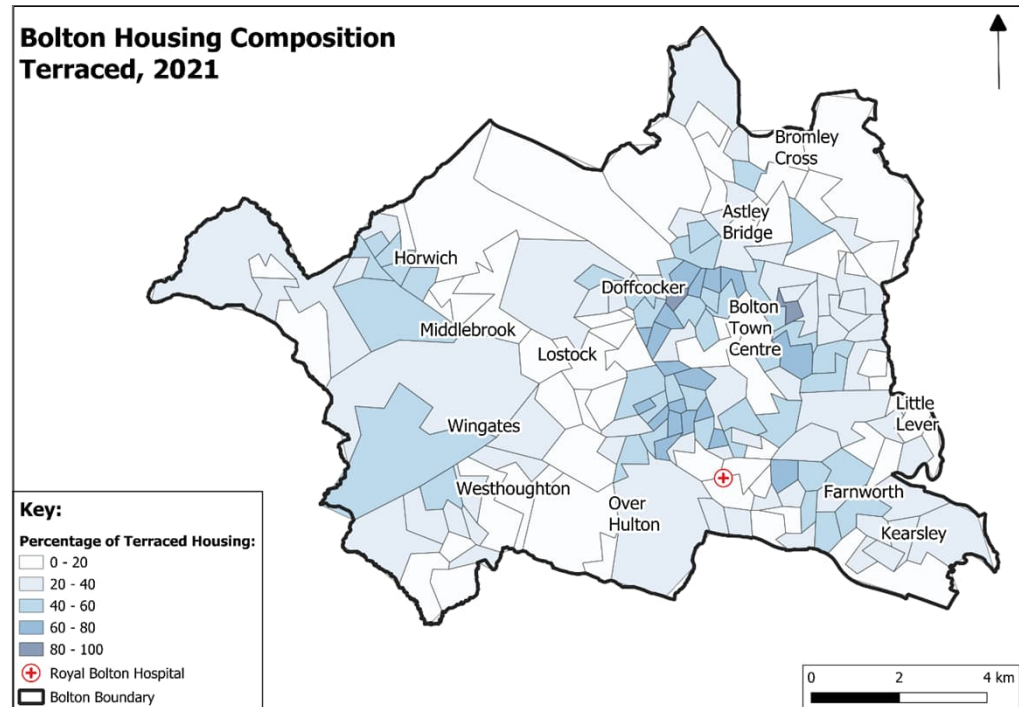 Bolton Housing Composition
Terraced, 2021
Bromley
Cross
Astley
Bridge
Horwich
Doffcocker
Bolton
Town
Centre
Middlebrook
Lostock
Little
Lever
Wingates
Westhoughton
Over
Hulton
Farnworth
Kearsley
Key:
Percentage of Terraced Housing:
0 - 20
20 - 40
40 - 60
60 - 80
80 - 100
Royal Bolton Hospital
Bolton Boundary
0 2 4 km